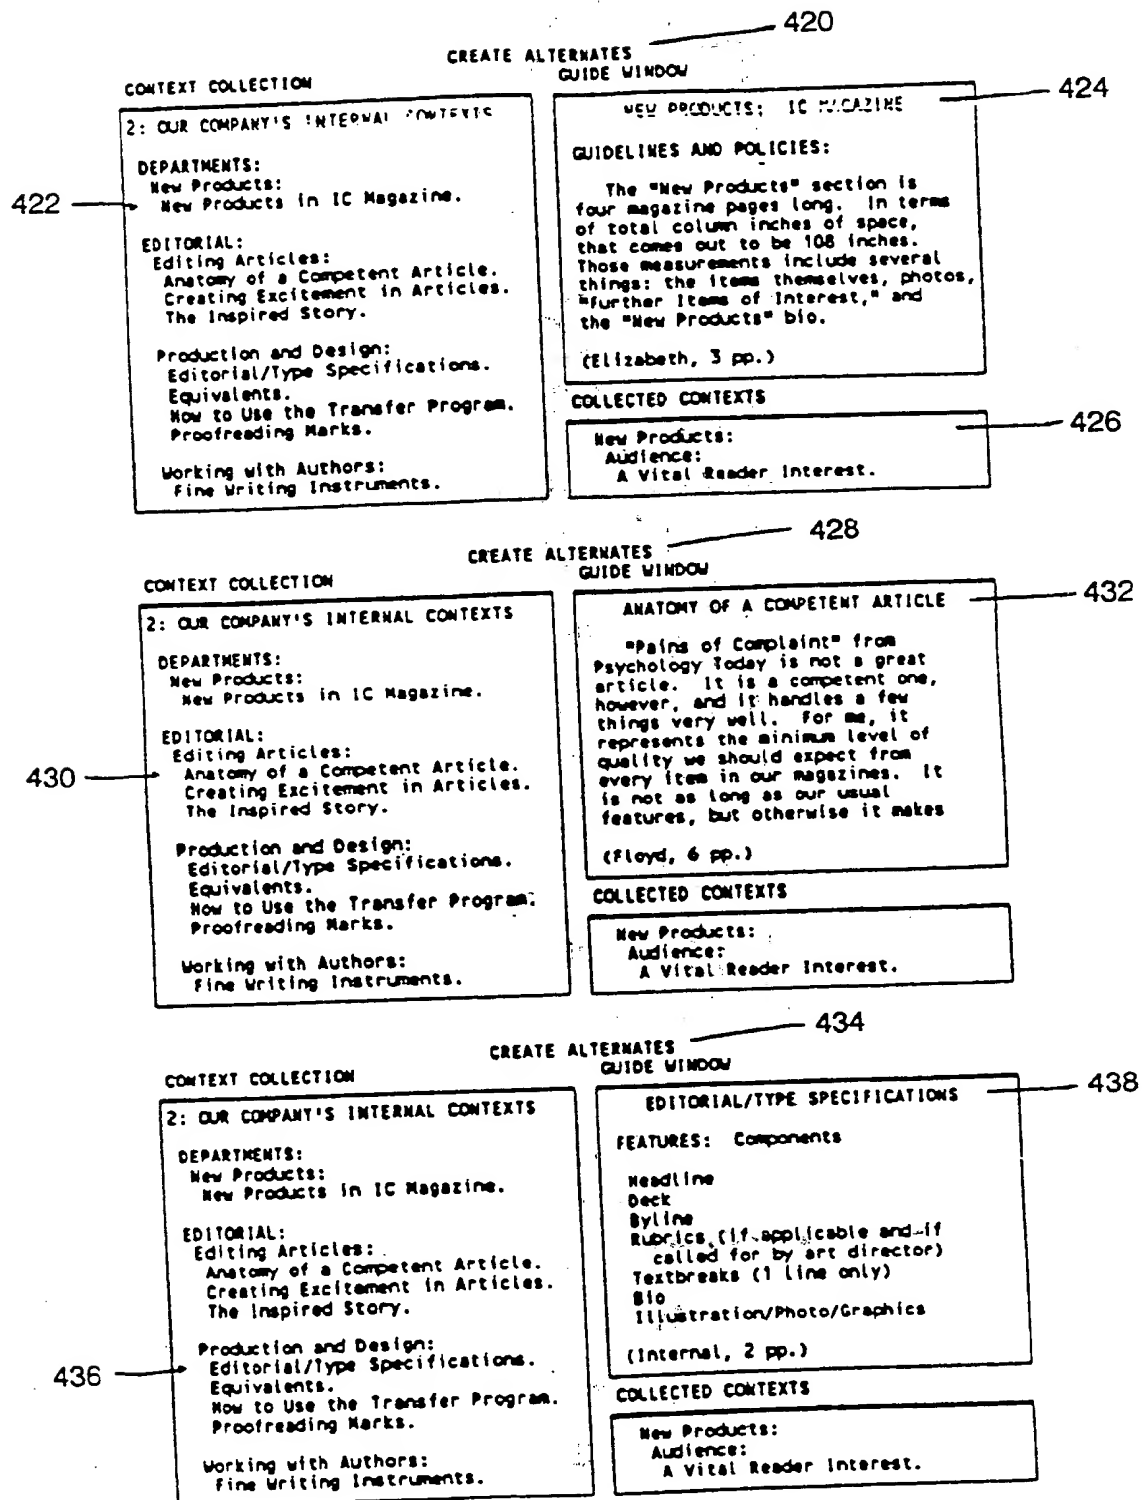 420
CREATE ALTERNATES
CONTEXT COLLECTION
2: OUR COMPANY'S INTERNAL CONTEXTS
DEPARTMENTS:
New Products:
422
New Products in IC Magazine.
EDITORIAL:
Editing Articles:
Anatomy of a Competent Article.
Creating Excitement in Articles.
The Inspired Story.
Production and Design:
Editorial/Type Specifications.
Equivalents.
How to Use the Transfer Program.
Proofreading Marks.
Working with Authors:
Fine Writing Instruments.
GUIDE WINDOW
NEW PRODUCTS: IC MAGAZINE
424
GUIDELINES AND POLICIES:
The "New Products" section is
four magazine pages long. In terms
of total column inches of space,
that comes out to be 108 inches.
Those measurements include several
things: the items themselves, photos,
"further Items of Interest," and
the "New Products" bio.
(Elizabeth, 3 pp.)
COLLECTED CONTEXTS
426
New Products:
Audience:
A Vital Reader Interest.
428
CREATE ALTERNATES
CONTEXT COLLECTION
2: OUR COMPANY'S INTERNAL CONTEXTS
DEPARTMENTS:
New Products:
New Products in IC Magazine.
EDITORIAL:
Editing Articles:
430
Anatomy of a Competent Article.
Creating Excitement in Articles.
The Inspired Story.
Production and Design:
Editorial/Type Specifications.
Equivalents.
How to Use the Transfer Program.
Proofreading Marks.
Working with Authors:
Fine Writing Instruments.
GUIDE WINDOW
ANATOMY OF A COMPETENT ARTICLE
432
"Pains of Complaint" from
Psychology Today is not a great
article. It is a competent one,
however, and it handles a few
things very well. For me, it
represents the minimum level of
quality we should expect from
every item in our magazines. It
is not as long as our usual
features, but otherwise it makes
(Floyd, 6 pp.)
COLLECTED CONTEXTS
New Products:
Audience:
A Vital Reader Interest.
434
CREATE ALTERNATES
CONTEXT COLLECTION
2: OUR COMPANY'S INTERNAL CONTEXTS
DEPARTMENTS:
New Products:
New Products in IC Magazine.
EDITORIAL:
Editing Articles:
Anatomy of a Competent Article.
Creating Excitement in Articles.
The Inspired Story.
Production and Design:
436
Editorial/Type Specifications.
Equivalents.
How to Use the Transfer Program.
Proofreading Marks.
Working with Authors:
Fine Writing Instruments.
GUIDE WINDOW
EDITORIAL/TYPE SPECIFICATIONS
438
FEATURES: Components
Headline
Deck
Byline
Rubrics (if applicable and if
called for by art director)
Textbreaks (1 line only)
Bio
Illustration/Photo/Graphics
(Internal, 2 pp.)
COLLECTED CONTEXTS
New Products:
Audience:
A Vital Reader Interest.